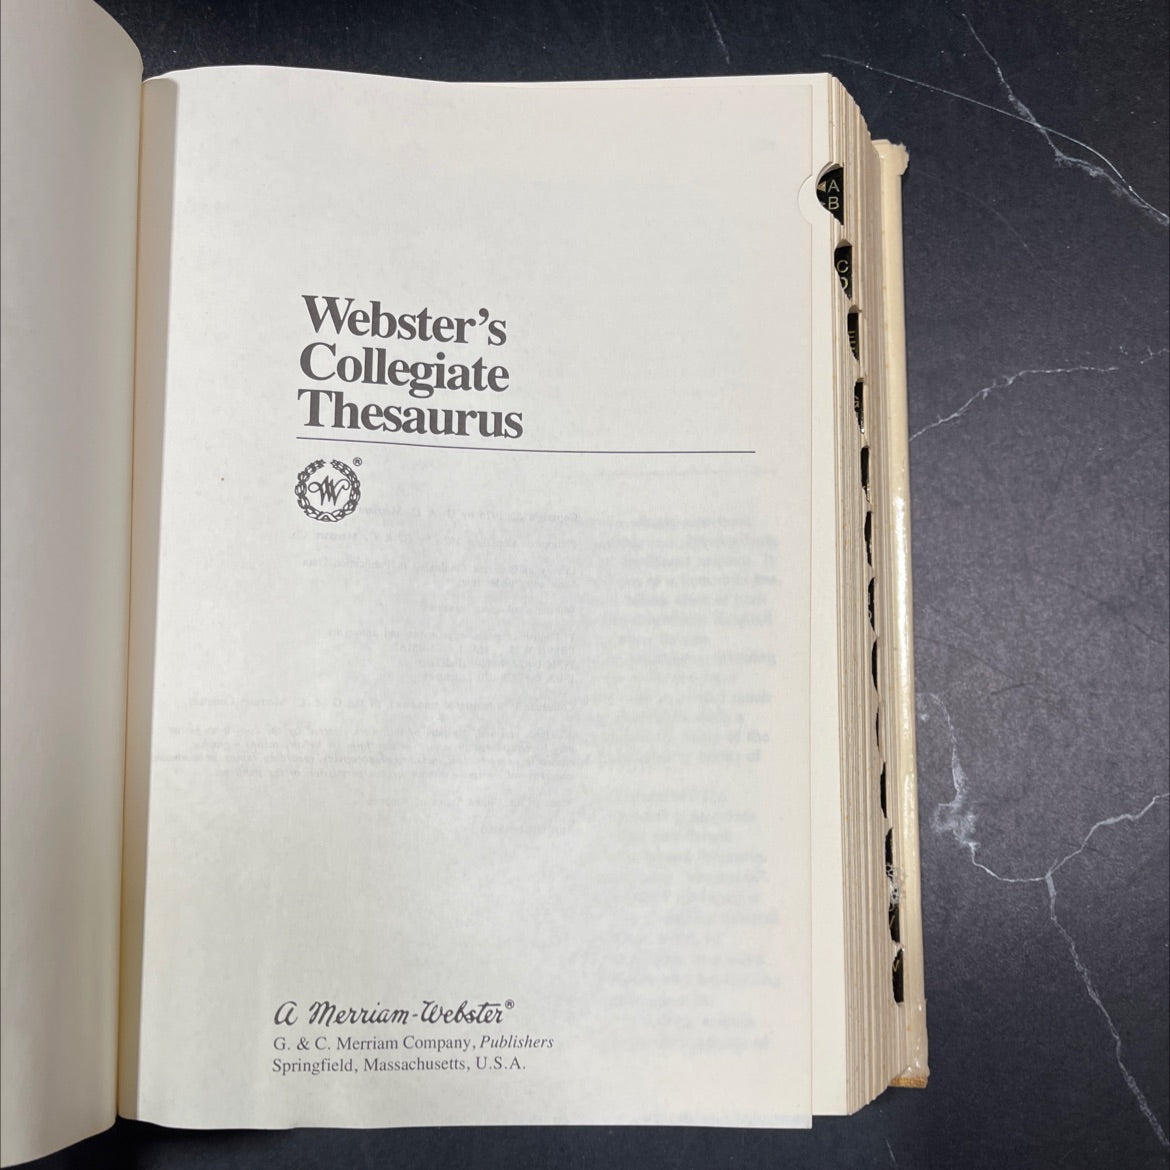 Webster's
Collegiate
Thesaurus
®
W
A Merriam-Webster®
G. & C. Merriam Company, Publishers
Springfield, Massachusetts, U.S.A.
A
B
C
D
E